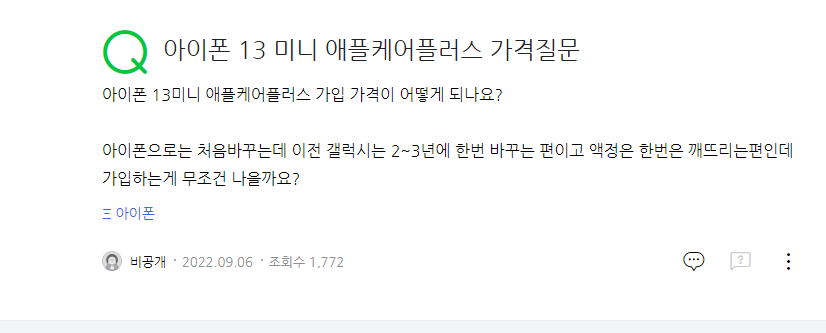 아이폰 13 미니 애플케어플러스 가격질문
아이폰 13미니 애플케어플러스 가입 가격이 어떻게 되나요?
아이폰으로는 처음바꾸는데 이전 갤럭시는 2~3년에 한번 바꾸는 편이고 액정은 한번은 깨뜨리는편인데
가입하는게 무조건 나을까요?
아이폰
비공개 · 2022.09.06 · 조회수 1,772